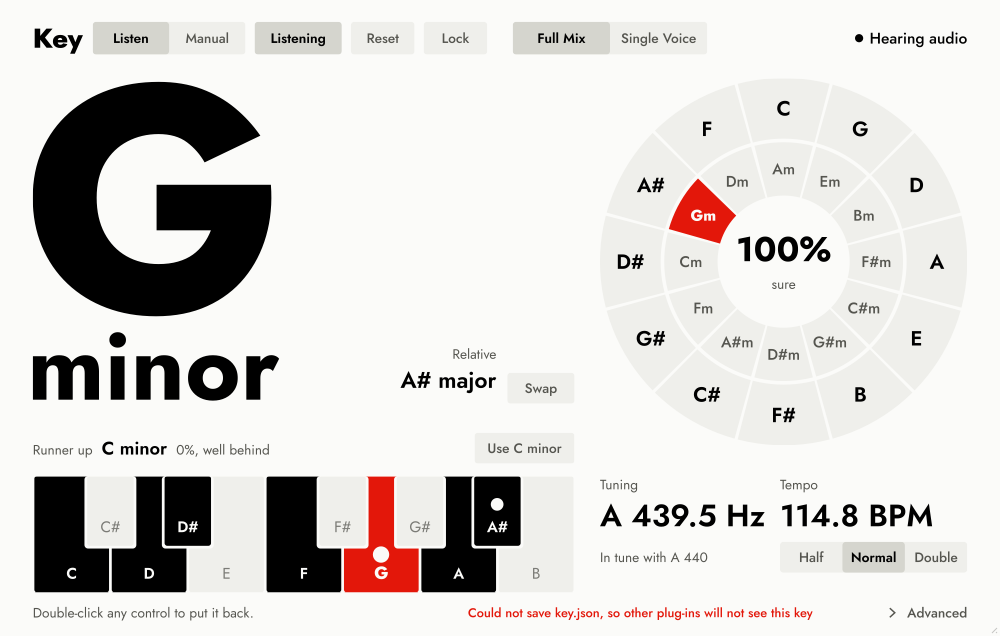 Key Listen Manual Listening Reset Lock Full Mix Single Voice Hearing audio
G
minor
Relative
A# major Swap
Runner up C minor 0%, well behind Use C minor
C# D# F# G# A#
C D E F G A B
C
G
D
A
E
B
F#
C#
G#
D#
A#
F
Am
Em
Bm
F#m
C#m
G#m
D#m
A#m
Fm
Cm
Gm
Dm
100%
sure
Tuning Tempo
A 439.5 Hz 114.8 BPM
In tune with A 440 Half Normal Double
Double-click any control to put it back. Could not save key.json, so other plug-ins will not see this key Advanced